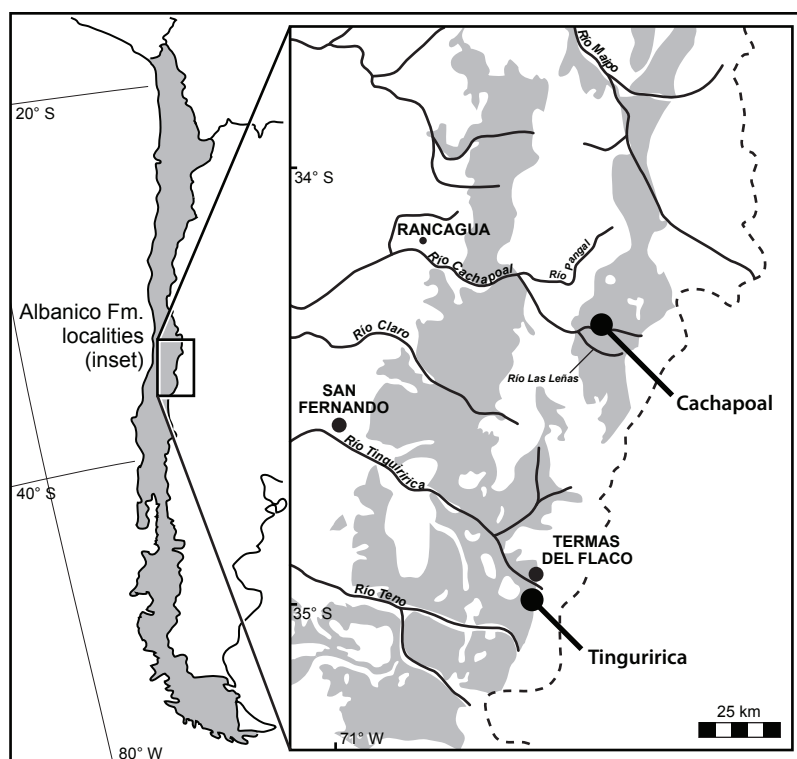 20° S
Albanico Fm.
localities
(inset)
40° S
80° W
Río Maipo
34° S
RANCAGUA
Río Cachapoal
Río Pangal
Río Claro
Río Las Leñas
Cachapoal
SAN
FERNANDO
Río Tinguiririca
TERMAS
DEL FLACO
35° S
Río Teno
Tinguririca
25 km
71° W